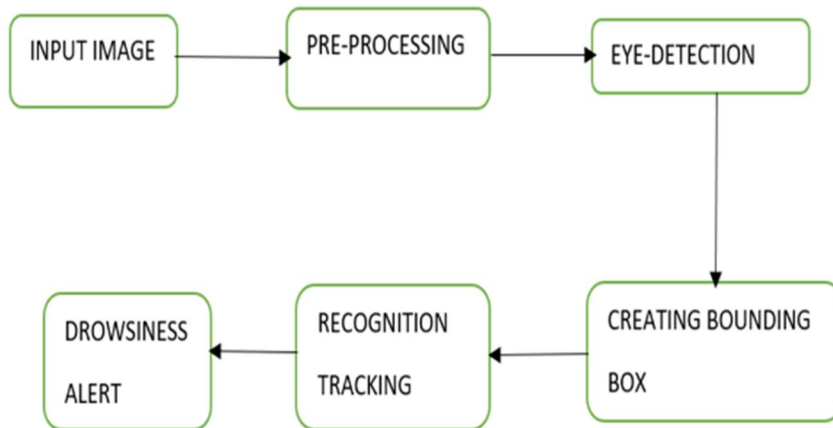 INPUT IMAGE
PRE-PROCESSING
EYE-DETECTION
CREATING BOUNDING
BOX
RECOGNITION
TRACKING
DROWSINESS
ALERT